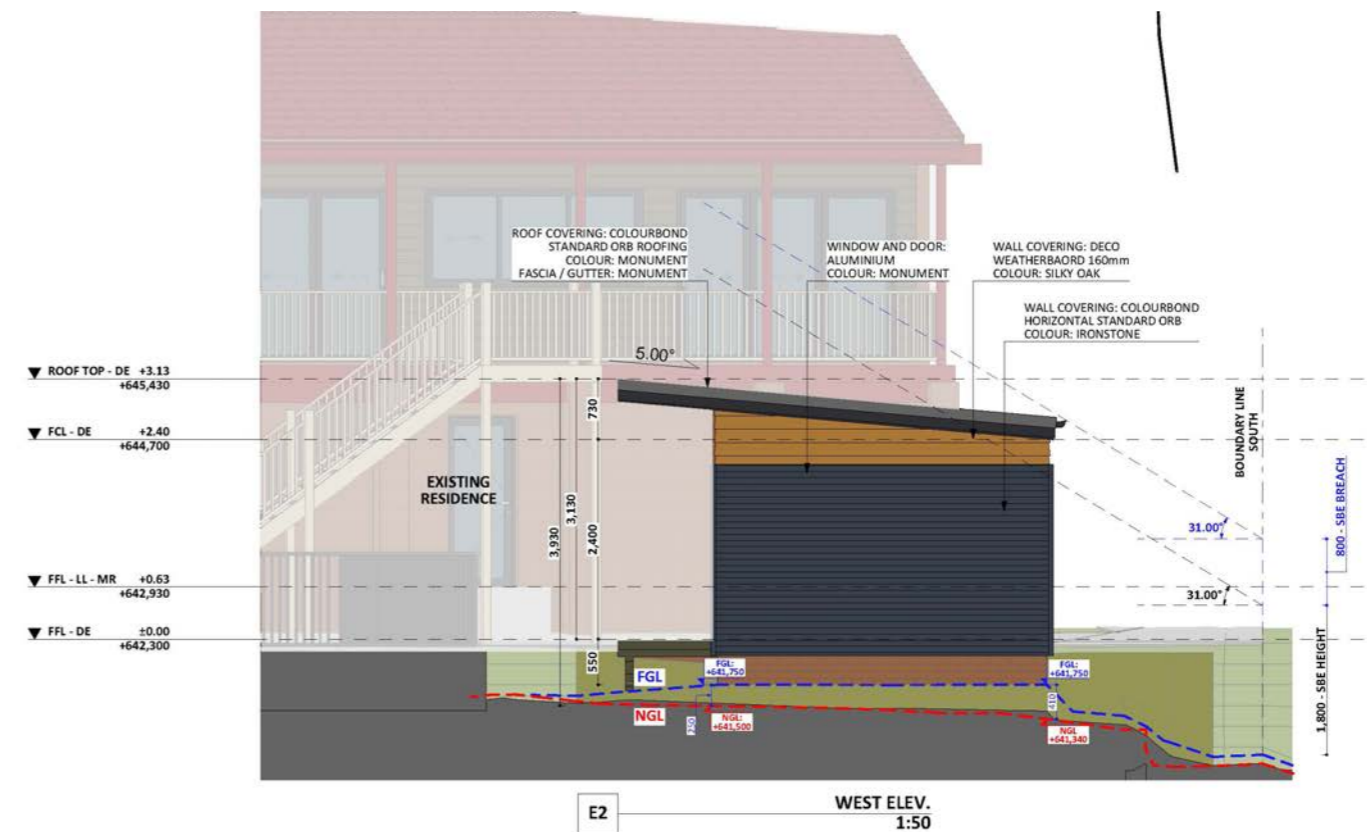 ROOF COVERING: COLOURBOND
STANDARD ORB ROOFING
COLOUR: MONUMENT
FASCIA / GUTTER: MONUMENT
WINDOW AND DOOR:
ALUMINIUM
COLOUR: MONUMENT
WALL COVERING: DECO
WEATHERBAORD 160mm
COLOUR: SILKY OAK
WALL COVERING: COLOURBOND
HORIZONTAL STANDARD ORB
COLOUR: IRONSTONE
5.00°
ROOF TOP - DE +3.13
+645,430
FCL - DE +2.40
+644,700
FFL - LL - MR +0.63
+642,930
FFL - DE ±0.00
+642,300
EXISTING
RESIDENCE
3,930
3,130
730
2,400
550
BOUNDARY LINE
SOUTH
31.00°
31.00°
800 - SBE BREACH
1,800 - SBE HEIGHT
FGL
NGL
FGL:
+641,750
250
NGL:
+641,500
FGL:
+641,750
410
NGL
+641,340
E2
WEST ELEV.
1:50